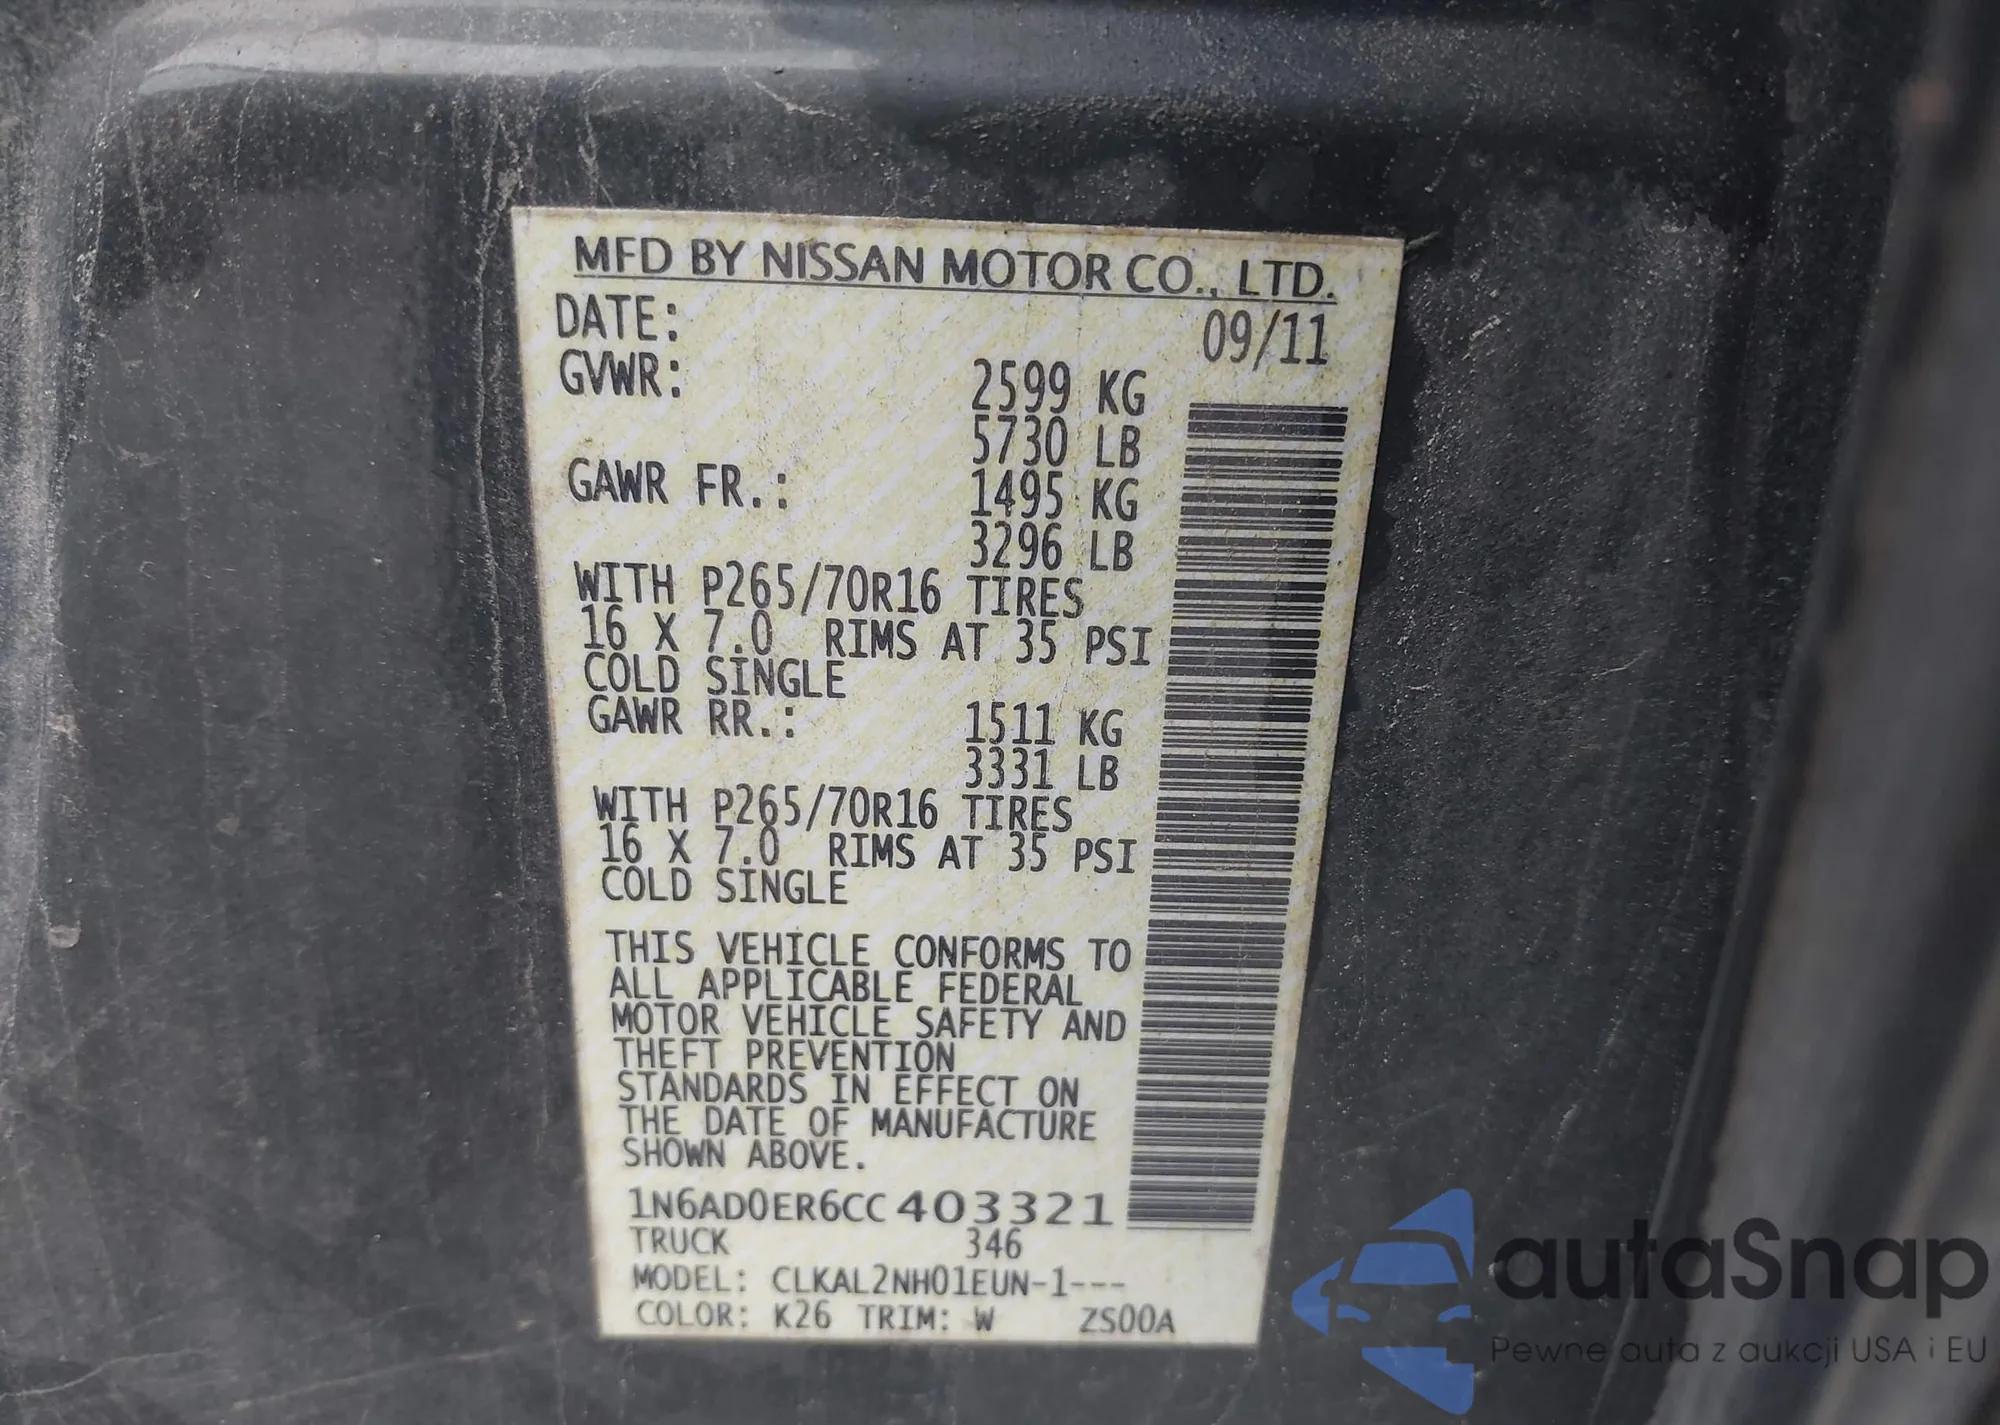 MFD BY NISSAN MOTOR CO., LTD.
DATE: 09/11
GVWR: 2599 KG
5730 LB
GAWR FR.: 1495 KG
3296 LB
WITH P265/70R16 TIRES
16 X 7.0 RIMS AT 35 PSI
COLD SINGLE
GAWR RR.: 1511 KG
3331 LB
WITH P265/70R16 TIRES
16 X 7.0 RIMS AT 35 PSI
COLD SINGLE
THIS VEHICLE CONFORMS TO
ALL APPLICABLE FEDERAL
MOTOR VEHICLE SAFETY AND
THEFT PREVENTION
STANDARDS IN EFFECT ON
THE DATE OF MANUFACTURE
SHOWN ABOVE.
1N6AD0ER6CC403321
TRUCK 346
MODEL: CLKAL2NH01EUN-1---
COLOR: K26 TRIM: W ZS00A
autaSnap
Pewne auta z aukcji USA i EU